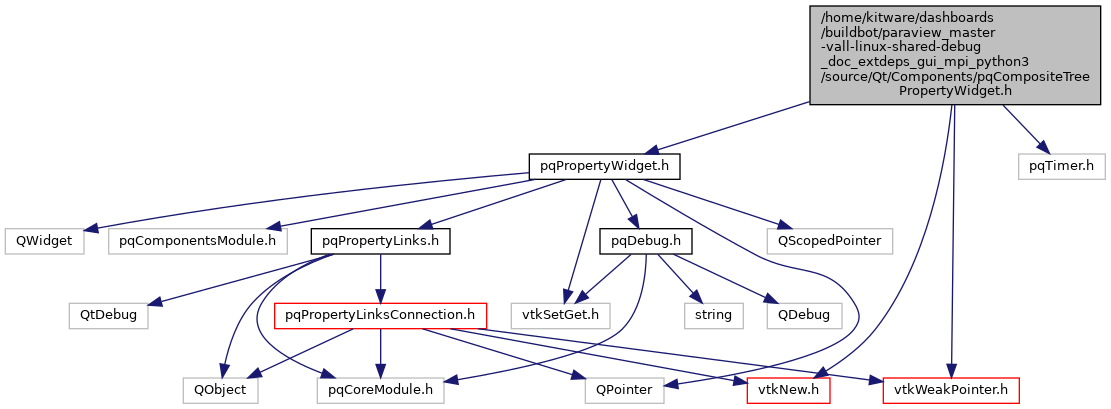 /home/kitware/dashboards
/buildbot/paraview_master
-vall-linux-shared-debug
_doc_extdeps_gui_mpi_python3
/source/Qt/Components/pqCompositeTree
PropertyWidget.h
pqPropertyWidget.h
pqTimer.h
QWidget
pqComponentsModule.h
pqPropertyLinks.h
pqDebug.h
QScopedPointer
QtDebug
pqPropertyLinksConnection.h
vtkSetGet.h
string
QDebug
QObject
pqCoreModule.h
QPointer
vtkNew.h
vtkWeakPointer.h